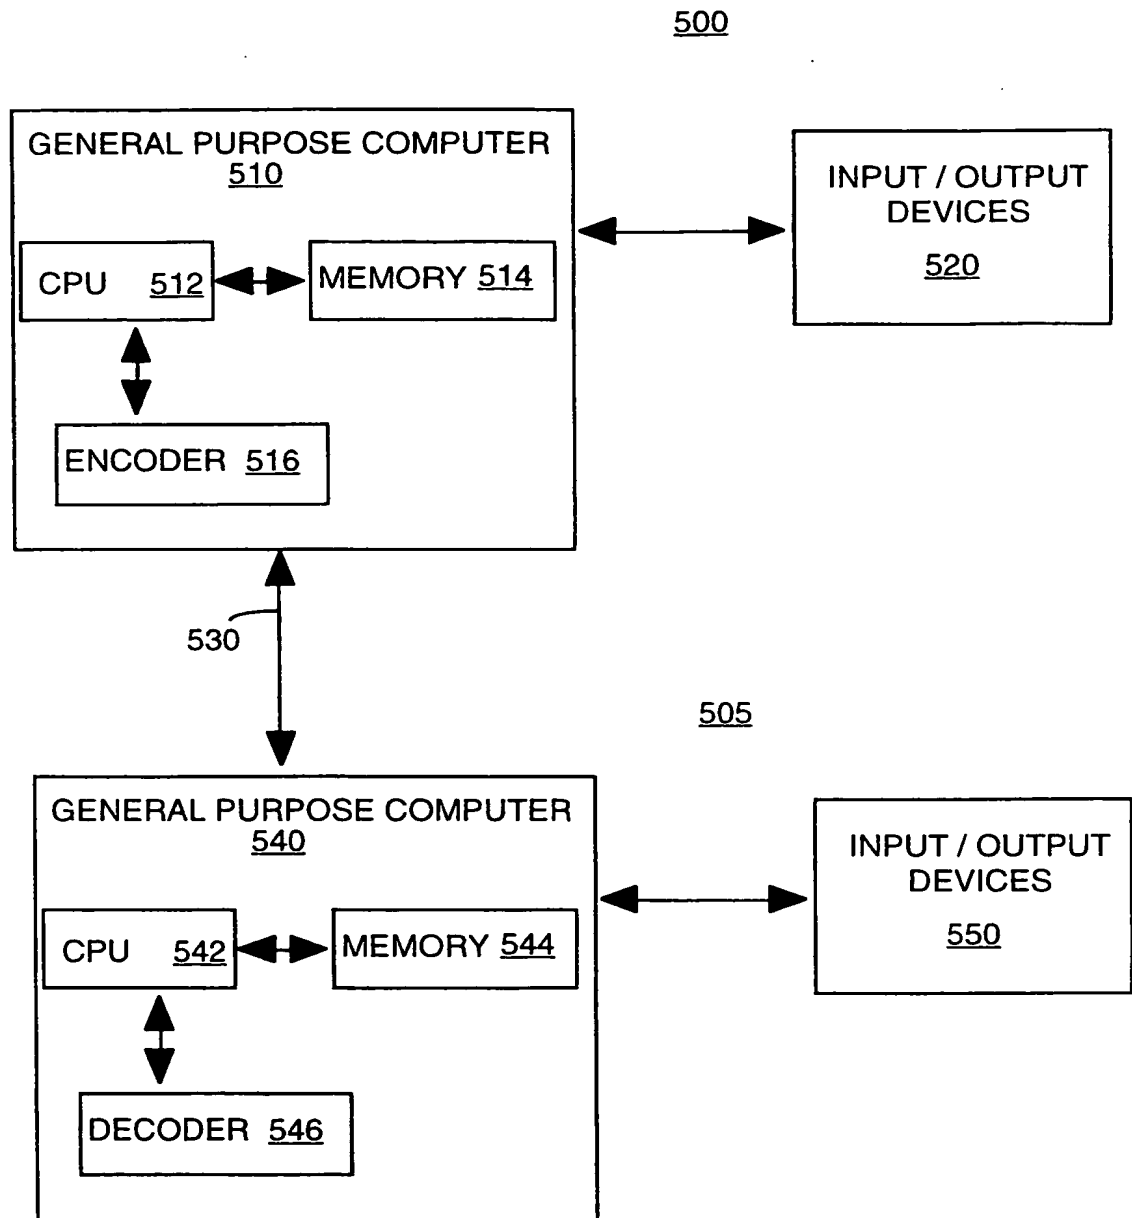 500
GENERAL PURPOSE COMPUTER
510
INPUT / OUTPUT
DEVICES
520
CPU 512
MEMORY 514
ENCODER 516
530
505
GENERAL PURPOSE COMPUTER
540
INPUT / OUTPUT
DEVICES
550
CPU 542
MEMORY 544
DECODER 546